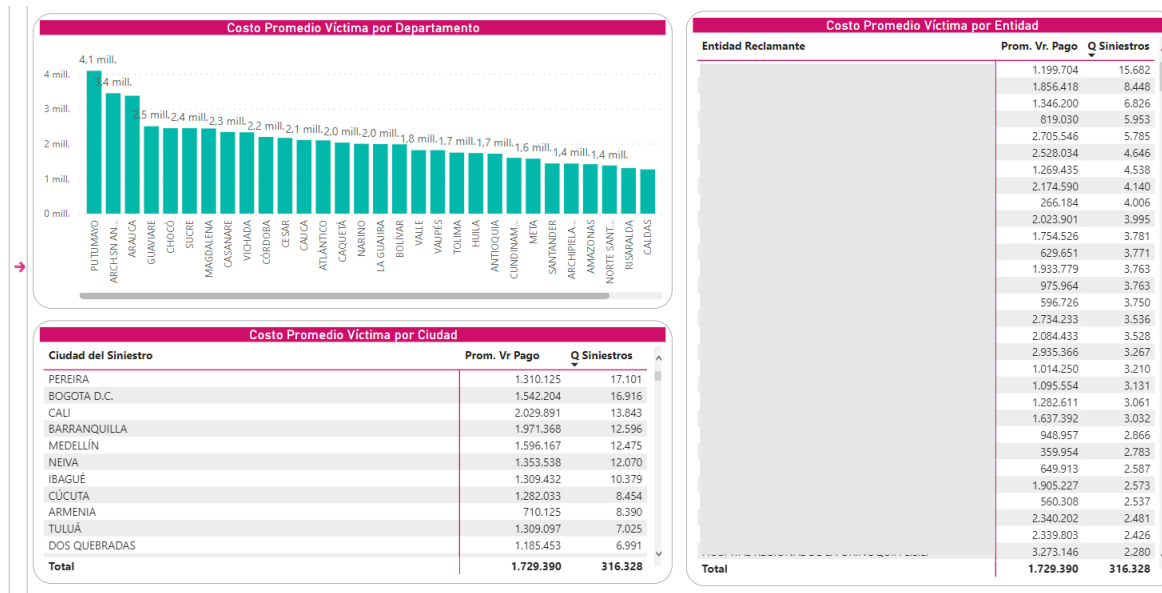 Costo Promedio Víctima por Departamento
4,1 mill.
3,4 mill.
2,5 mill.
2,4 mill.
2,3 mill.
2,2 mill.
2,1 mill.
2,0 mill.
2,0 mill.
1,8 mill.
1,7 mill.
1,7 mill.
1,6 mill.
1,4 mill.
1,4 mill.
4 mill.
3 mill.
2 mill.
1 mill.
0 mill.
PUTUMAYO
ARCH.SN AN...
ARAUCA
GUAVIARE
CHOCÓ
SUCRE
MAGDALENA
CASANARE
VICHADA
CÓRDOBA
CESAR
CAUCA
ATLÁNTICO
CAQUETÁ
NARINO
LA GUAJIRA
BOLÍVAR
VALLE
VAUPÉS
TOLIMA
HUILA
ANTIOQUIA
CUNDINAM...
META
SANTANDER
ARCHIPIELA...
AMAZONAS
NORTE SANT...
RISARALDA
CALDAS
Costo Promedio Víctima por Ciudad
Ciudad del Siniestro Prom. Vr Pago Q Siniestros
PEREIRA 1.310.125 17.101
BOGOTA D.C. 1.542.204 16.916
CALI 2.029.891 13.843
BARRANQUILLA 1.971.368 12.596
MEDELLÍN 1.596.167 12.475
NEIVA 1.353.538 12.070
IBAGUÉ 1.309.432 10.379
CÚCUTA 1.282.033 8.454
ARMENIA 710.125 8.390
TULUÁ 1.309.097 7.025
DOS QUEBRADAS 1.185.453 6.991
Total 1.729.390 316.328
Costo Promedio Víctima por Entidad
Entidad Reclamante Prom. Vr. Pago Q Siniestros
1.199.704 15.682
1.856.418 8.448
1.346.200 6.826
819.030 5.953
2.705.546 5.785
2.528.034 4.646
1.269.435 4.538
2.174.590 4.140
266.184 4.006
2.023.901 3.995
1.754.526 3.781
629.651 3.771
1.933.779 3.763
975.964 3.763
596.726 3.750
2.734.233 3.536
2.084.433 3.528
2.935.366 3.267
1.014.250 3.210
1.095.554 3.131
1.282.611 3.061
1.637.392 3.032
948.957 2.866
359.954 2.783
649.913 2.587
1.905.227 2.573
560.308 2.537
2.340.202 2.481
2.339.803 2.426
3.273.146 2.280
Total 1.729.390 316.328